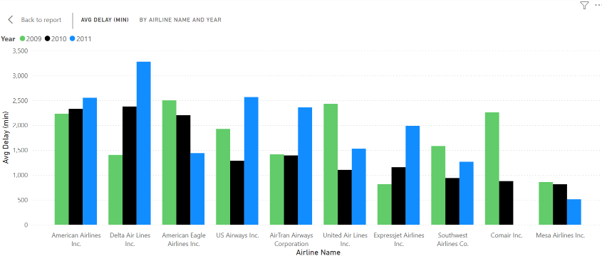 Back to report
AVG DELAY (MIN)
BY AIRLINE NAME AND YEAR
Year 2009 2010 2011
3,500
3,000
2,500
2,000
1,500
1,000
500
0
Avg Delay (min)
American Airlines Inc.
Delta Air Lines Inc.
American Eagle Airlines Inc.
US Airways Inc.
AirTran Airways Corporation
United Air Lines Inc.
Expressjet Airlines Inc.
Southwest Airlines Co.
Comair Inc.
Mesa Airlines Inc.
Airline Name